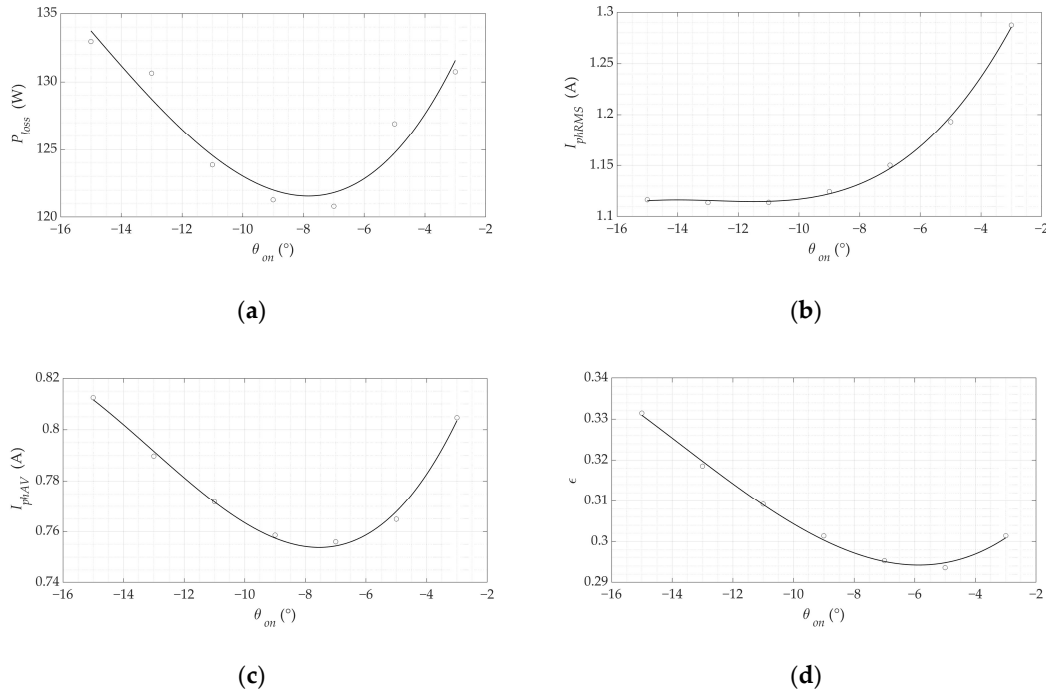 135
130
125
120
P_loss (W)
−16 −14 −12 −10 −8 −6 −4 −2
θ_on (°)
(a)
1.3
1.25
1.2
1.15
1.1
I_phRMS (A)
−16 −14 −12 −10 −8 −6 −4 −2
θ_on (°)
(b)
0.82
0.8
0.78
0.76
0.74
I_phAV (A)
−16 −14 −12 −10 −8 −6 −4 −2
θ_on (°)
(c)
0.34
0.33
0.32
0.31
0.3
0.29
ϵ
−16 −14 −12 −10 −8 −6 −4 −2
θ_on (°)
(d)